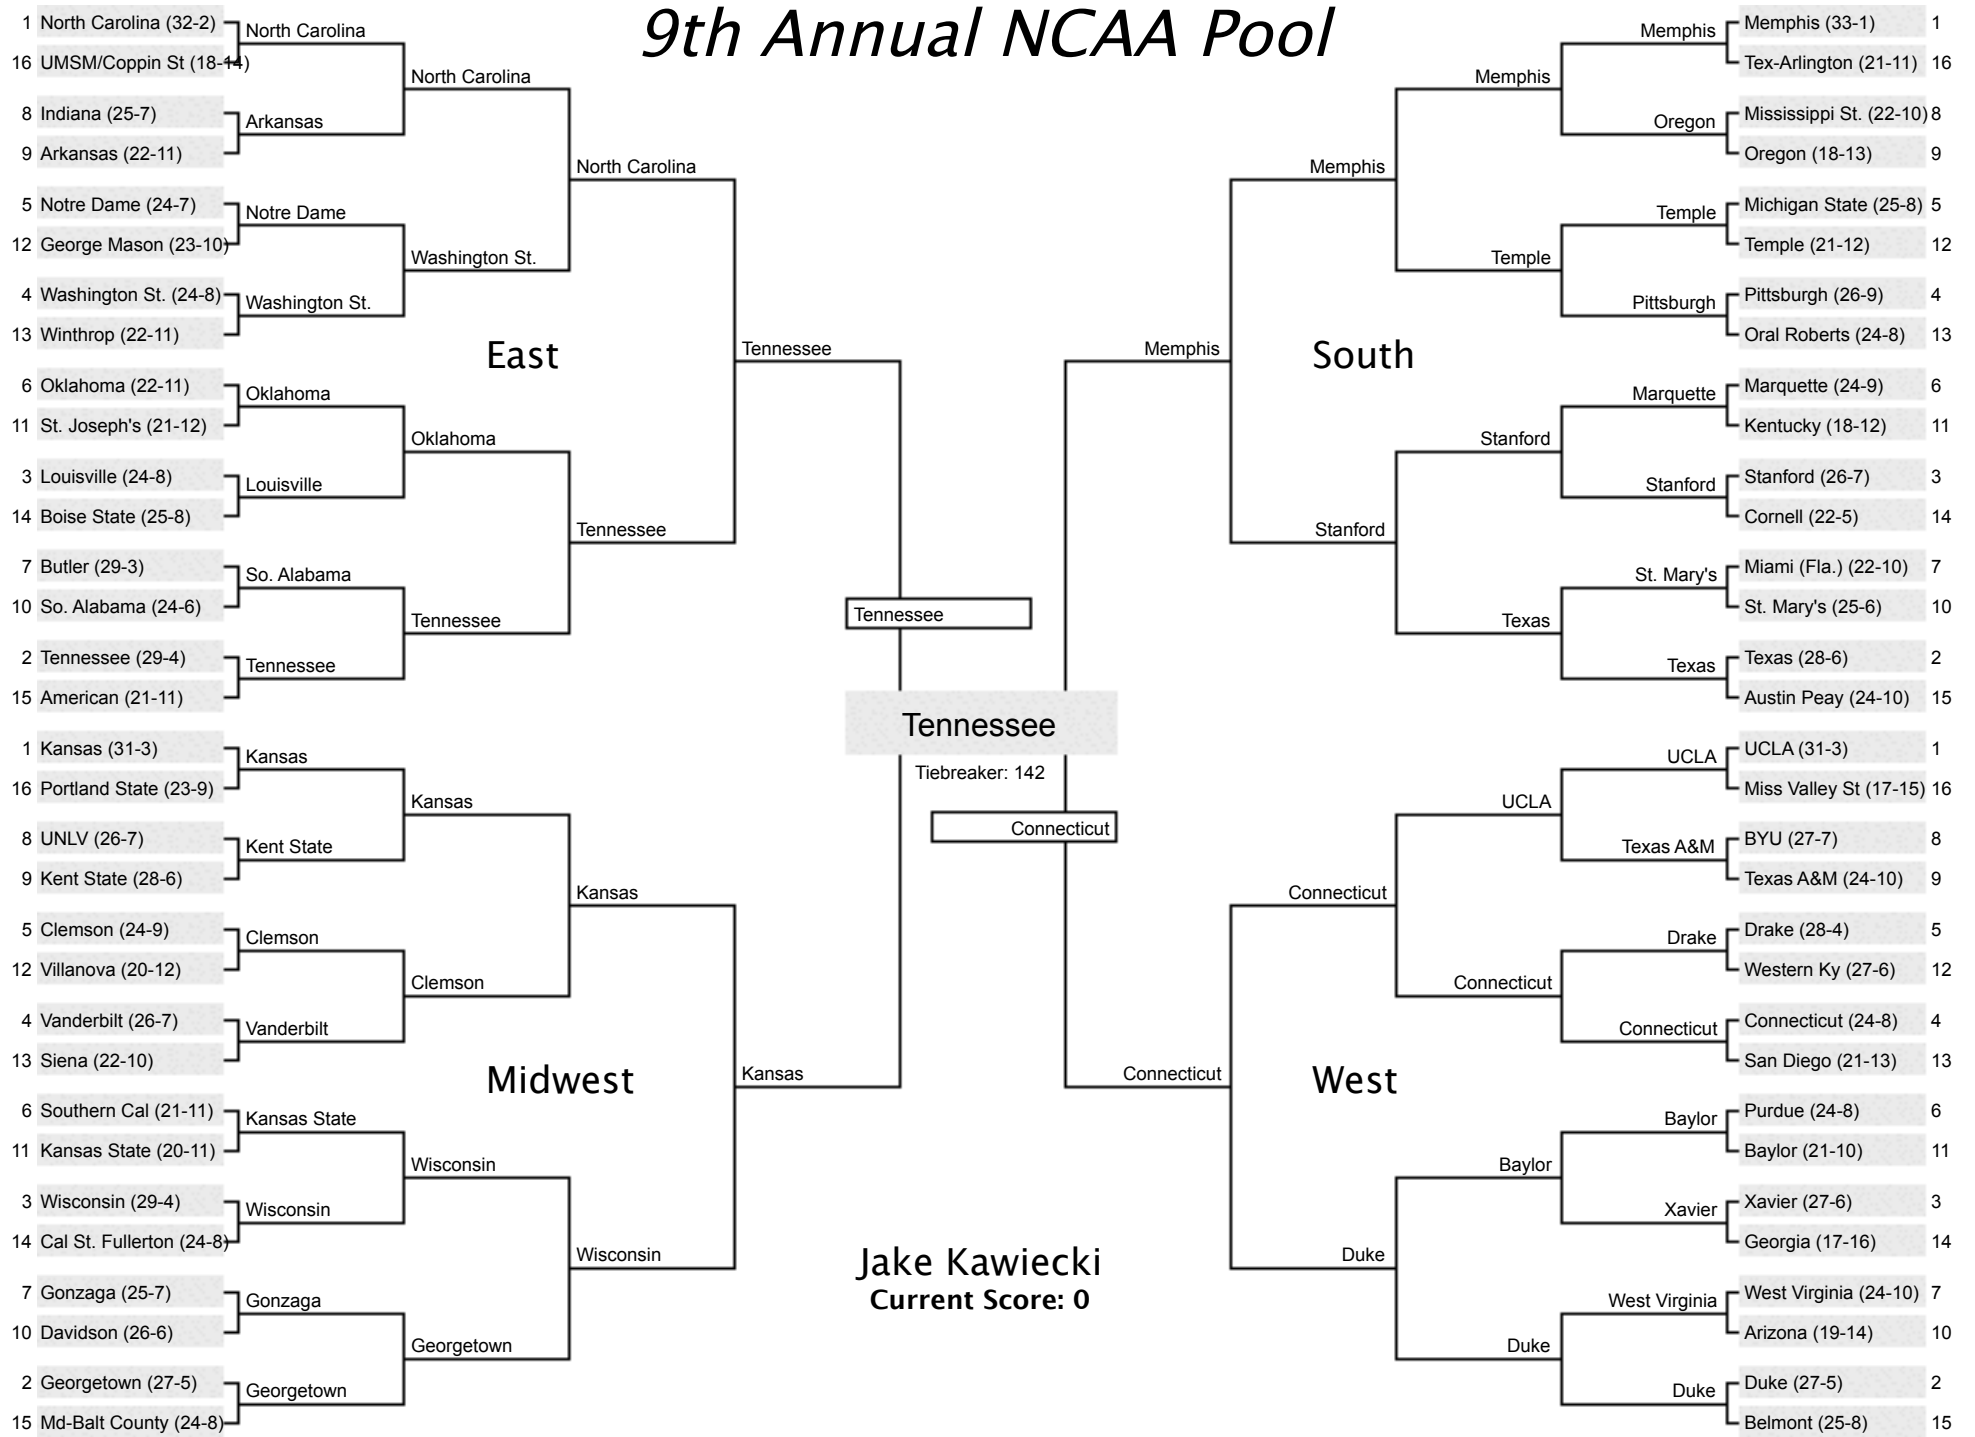 9th Annual NCAA Pool
1 North Carolina (32-2)
16 UMSM/Coppin St (18-14)
8 Indiana (25-7)
9 Arkansas (22-11)
5 Notre Dame (24-7)
12 George Mason (23-10)
4 Washington St. (24-8)
13 Winthrop (22-11)
6 Oklahoma (22-11)
11 St. Joseph's (21-12)
3 Louisville (24-8)
14 Boise State (25-8)
7 Butler (29-3)
10 So. Alabama (24-6)
2 Tennessee (29-4)
15 American (21-11)
North Carolina
Arkansas
Notre Dame
Washington St.
Oklahoma
Louisville
So. Alabama
Tennessee
North Carolina
Washington St.
Oklahoma
Tennessee
North Carolina
Tennessee
East
Tennessee
1 Kansas (31-3)
16 Portland State (23-9)
8 UNLV (26-7)
9 Kent State (28-6)
5 Clemson (24-9)
12 Villanova (20-12)
4 Vanderbilt (26-7)
13 Siena (22-10)
6 Southern Cal (21-11)
11 Kansas State (20-11)
3 Wisconsin (29-4)
14 Cal St. Fullerton (24-8)
7 Gonzaga (25-7)
10 Davidson (26-6)
2 Georgetown (27-5)
15 Md-Balt County (24-8)
Kansas
Kent State
Clemson
Vanderbilt
Kansas State
Wisconsin
Gonzaga
Georgetown
Kansas
Clemson
Wisconsin
Georgetown
Kansas
Wisconsin
Midwest
Kansas
Tennessee
Tennessee
Tiebreaker: 142
Connecticut
Memphis (33-1) 1
Tex-Arlington (21-11) 16
Mississippi St. (22-10) 8
Oregon (18-13) 9
Michigan State (25-8) 5
Temple (21-12) 12
Pittsburgh (26-9) 4
Oral Roberts (24-8) 13
Marquette (24-9) 6
Kentucky (18-12) 11
Stanford (26-7) 3
Cornell (22-5) 14
Miami (Fla.) (22-10) 7
St. Mary's (25-6) 10
Texas (28-6) 2
Austin Peay (24-10) 15
Memphis
Oregon
Temple
Pittsburgh
Marquette
Stanford
St. Mary's
Texas
Memphis
Temple
Stanford
Texas
Memphis
Stanford
South
Memphis
UCLA (31-3) 1
Miss Valley St (17-15) 16
BYU (27-7) 8
Texas A&M (24-10) 9
Drake (28-4) 5
Western Ky (27-6) 12
Connecticut (24-8) 4
San Diego (21-13) 13
Purdue (24-8) 6
Baylor (21-10) 11
Xavier (27-6) 3
Georgia (17-16) 14
West Virginia (24-10) 7
Arizona (19-14) 10
Duke (27-5) 2
Belmont (25-8) 15
UCLA
Texas A&M
Drake
Connecticut
Baylor
Xavier
West Virginia
Duke
UCLA
Connecticut
Baylor
Duke
Connecticut
Duke
West
Connecticut
Jake Kawiecki
Current Score: 0